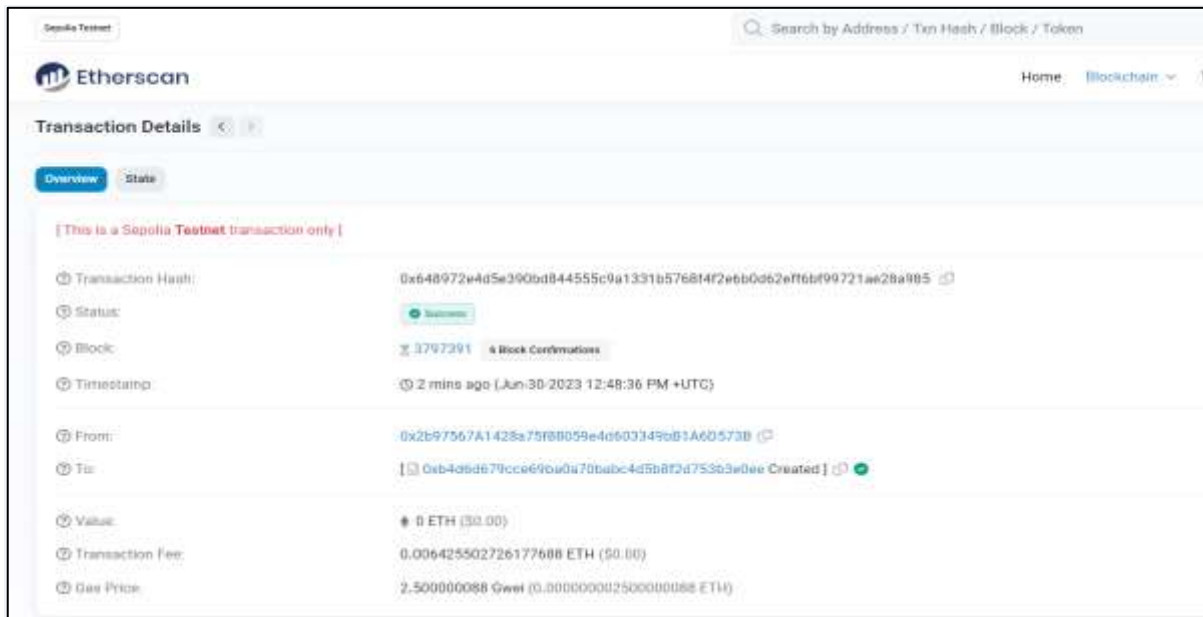 Sepolia Testnet
Search by Address / Txn Hash / Block / Token
Etherscan
Home Blockchain
Transaction Details
Overview State
[ This is a Sepolia Testnet transaction only ]
Transaction Hash:
Status: Success
Block: 3797391 4 Block Confirmations
Timestamp: 2 mins ago (Jun-30-2023 12:48:36 PM +UTC)
From:
To: Created ]
Value: 0 ETH ($0.00)
Transaction Fee: 0.006425502726177688 ETH ($0.00)
Gas Price: 2.500000088 Gwei (0.000000002500000088 ETH)